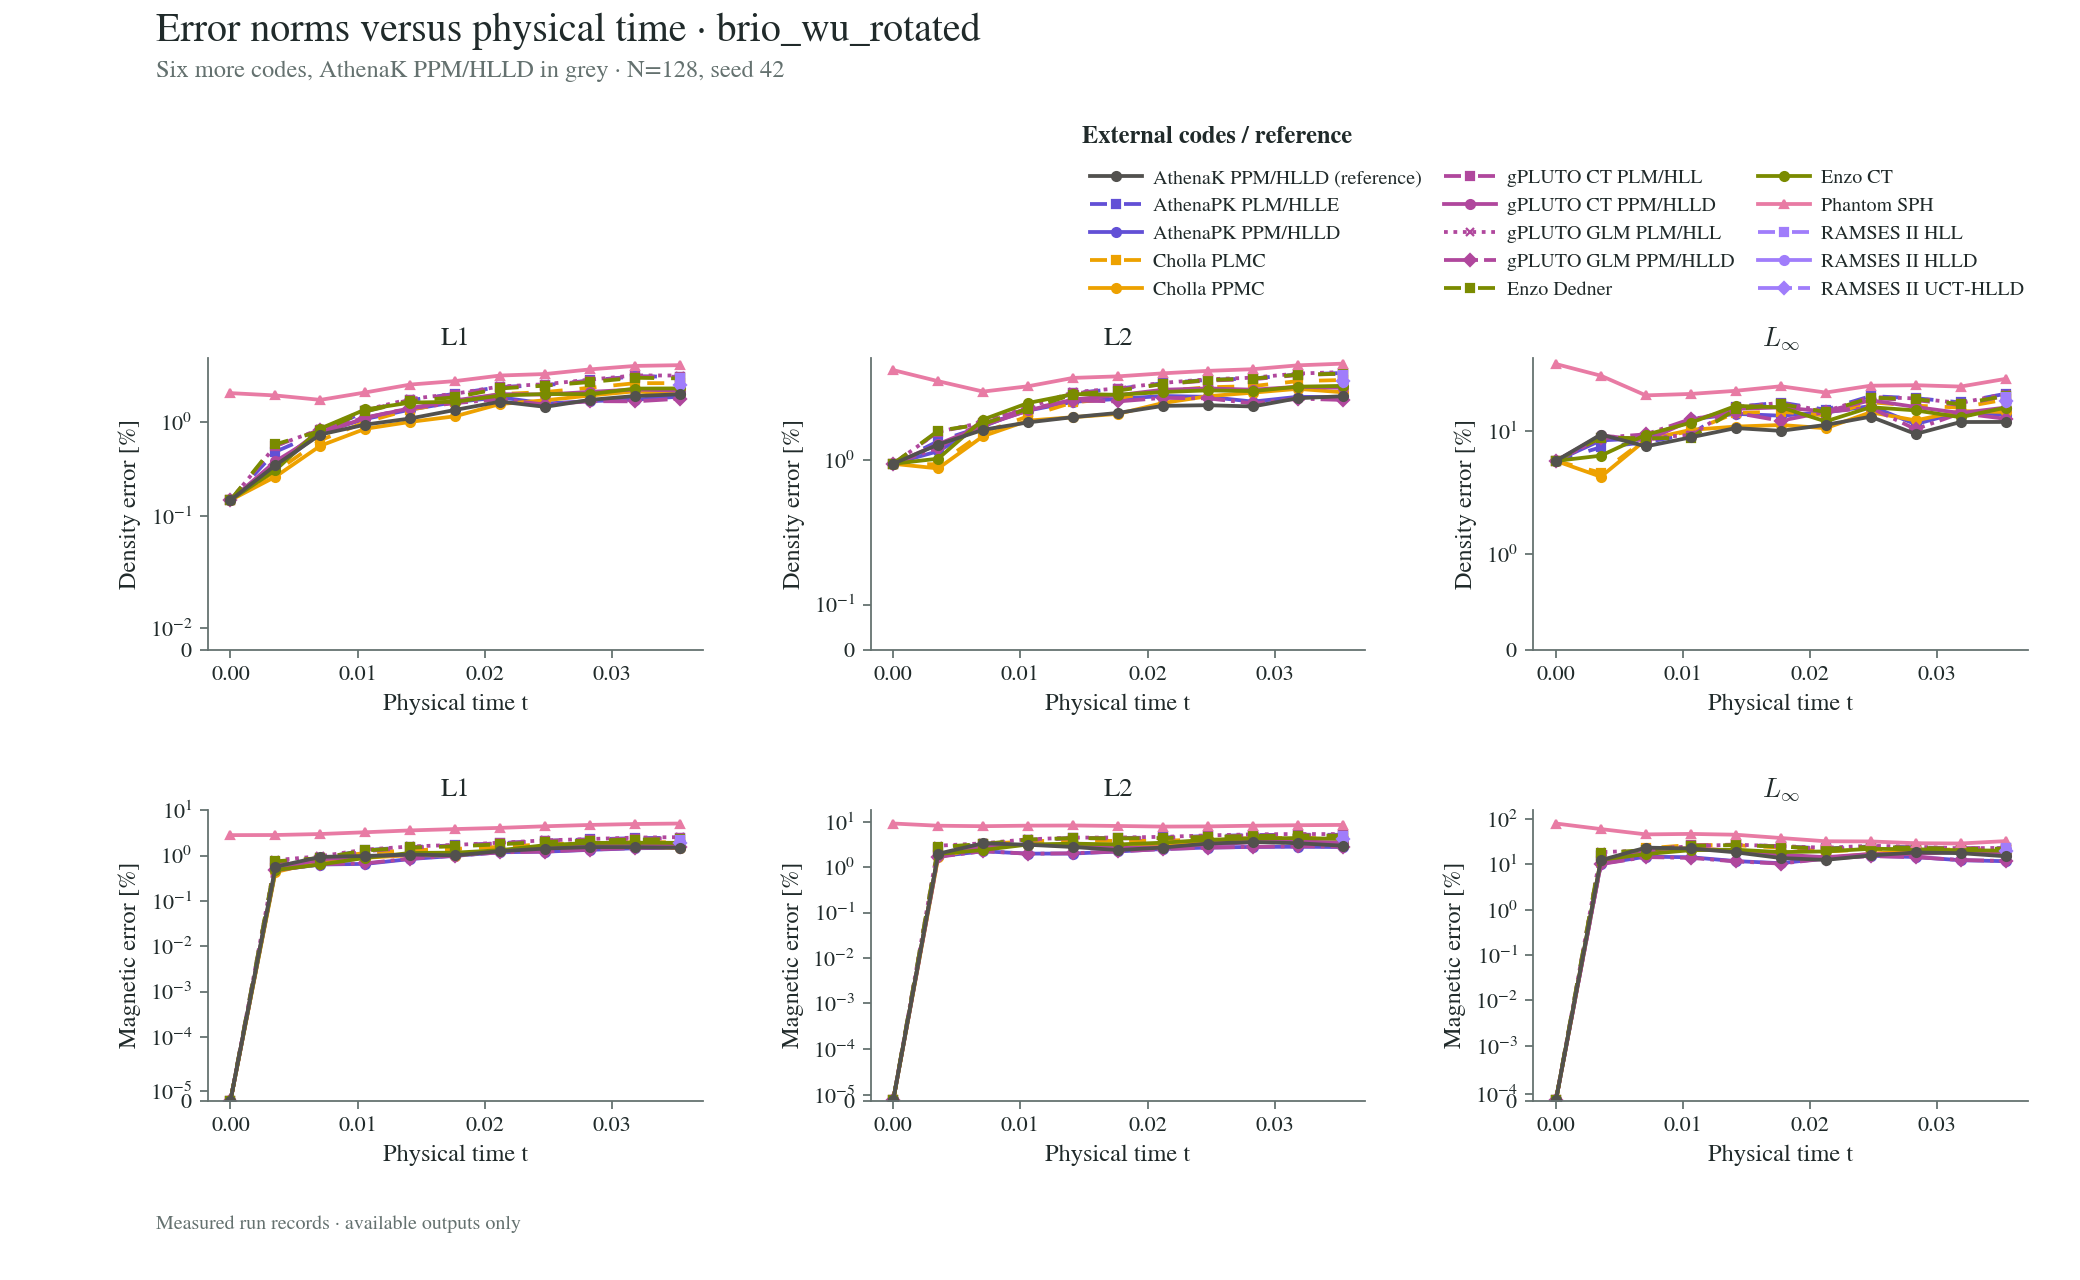 Error norms versus physical time · brio_wu_rotated
Six more codes, AthenaK PPM/HLLD in grey · N=128, seed 42
External codes / reference
AthenaK PPM/HLLD (reference)
AthenaPK PLM/HLLE
AthenaPK PPM/HLLD
Cholla PLMC
Cholla PPMC
gPLUTO CT PLM/HLL
gPLUTO CT PPM/HLLD
gPLUTO GLM PLM/HLL
gPLUTO GLM PPM/HLLD
Enzo Dedner
Enzo CT
Phantom SPH
RAMSES II HLL
RAMSES II HLLD
RAMSES II UCT-HLLD
L1
Density error [%]
10⁰
10⁻¹
10⁻²
0
0.00 0.01 0.02 0.03
Physical time t
L2
Density error [%]
10⁰
10⁻¹
0
0.00 0.01 0.02 0.03
Physical time t
L∞
Density error [%]
10¹
10⁰
0
0.00 0.01 0.02 0.03
Physical time t
L1
Magnetic error [%]
10¹
10⁰
10⁻¹
10⁻²
10⁻³
10⁻⁴
10⁻⁵
0
0.00 0.01 0.02 0.03
Physical time t
L2
Magnetic error [%]
10¹
10⁰
10⁻¹
10⁻²
10⁻³
10⁻⁴
10⁻⁵
0
0.00 0.01 0.02 0.03
Physical time t
L∞
Magnetic error [%]
10²
10¹
10⁰
10⁻¹
10⁻²
10⁻³
10⁻⁴
0
0.00 0.01 0.02 0.03
Physical time t
Measured run records · available outputs only